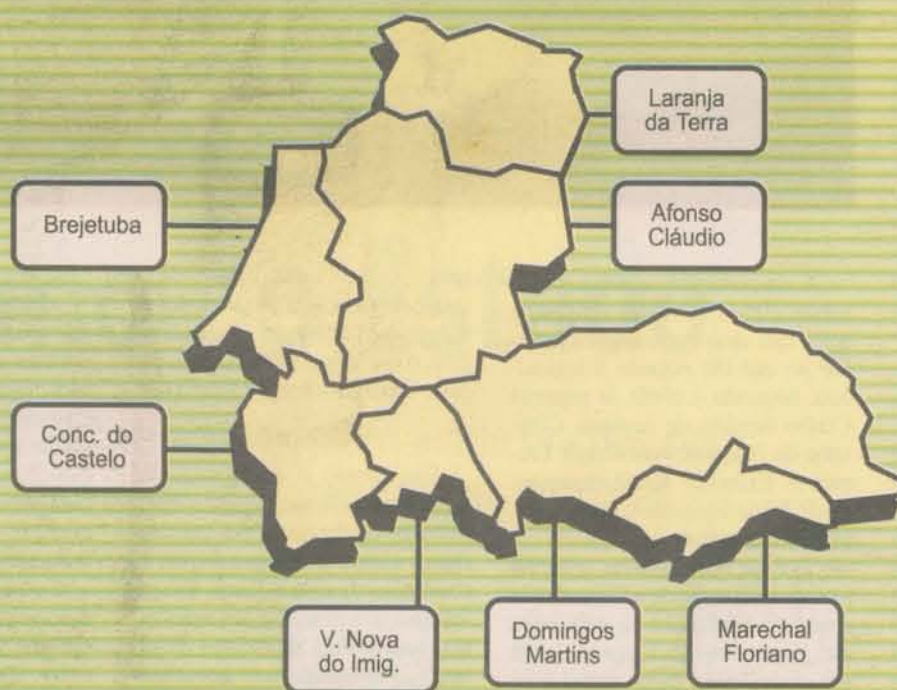 Laranja
da Terra
Brejetuba
Afonso
Cláudio
Conc. do
Castelo
V. Nova
do Imig.
Domingos
Martins
Marechal
Floriano